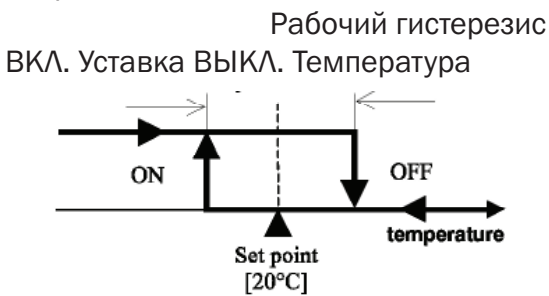 Рабочий гистерезис
ВКЛ. Уставка ВЫКЛ. Температура
ON
OFF
temperature
Set point
[20°C]